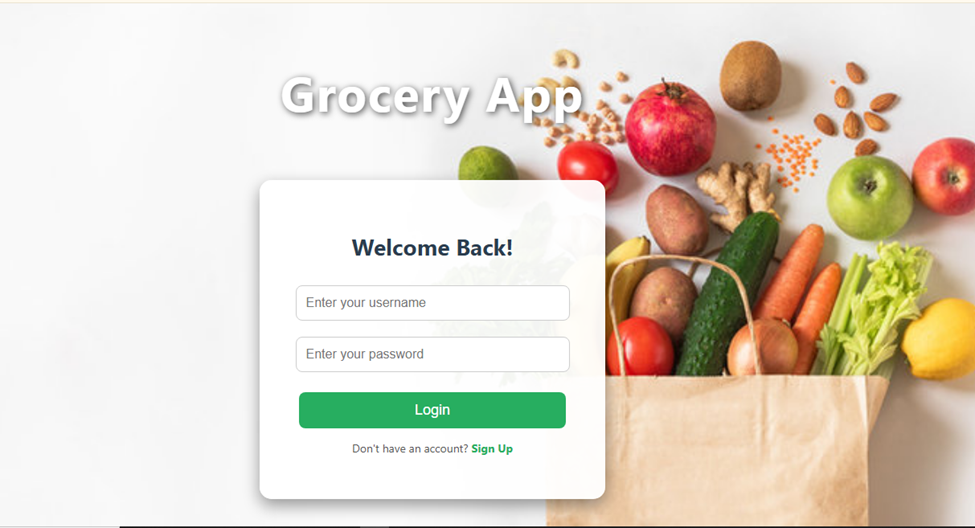 Grocery App
Welcome Back!
Enter your username
Enter your password
Login
Don't have an account? Sign Up